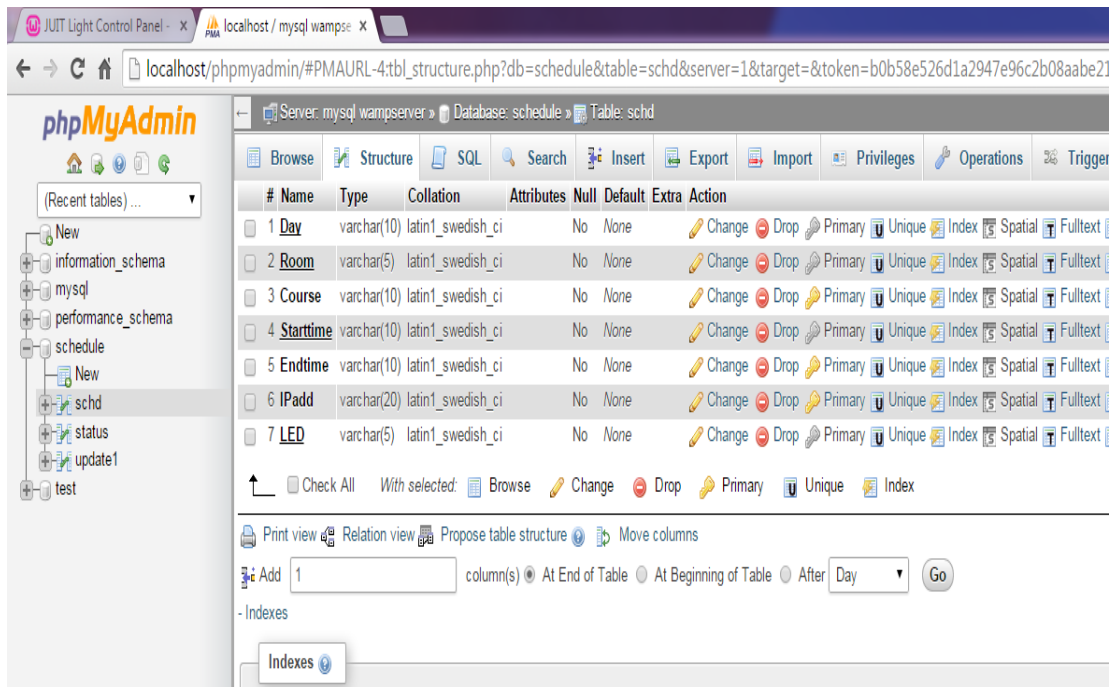 JUIT Light Control Panel - x localhost / mysql wampse x
localhost/phpmyadmin/#PMAURL-4:tbl_structure.php?db=schedule&table=schd&server=1&target=&token=b0b58e526d1a2947e96c2b08aabe21
phpMyAdmin
(Recent tables) ...
New
information_schema
mysql
performance_schema
schedule
New
schd
status
update1
test
Server: mysql wampserver » Database: schedule » Table: schd
Browse Structure SQL Search Insert Export Import Privileges Operations Trigger
# Name Type Collation Attributes Null Default Extra Action
1 Day varchar(10) latin1_swedish_ci No None Change Drop Primary Unique Index Spatial Fulltext
2 Room varchar(5) latin1_swedish_ci No None Change Drop Primary Unique Index Spatial Fulltext
3 Course varchar(10) latin1_swedish_ci No None Change Drop Primary Unique Index Spatial Fulltext
4 Starttime varchar(10) latin1_swedish_ci No None Change Drop Primary Unique Index Spatial Fulltext
5 Endtime varchar(10) latin1_swedish_ci No None Change Drop Primary Unique Index Spatial Fulltext
6 IPadd varchar(20) latin1_swedish_ci No None Change Drop Primary Unique Index Spatial Fulltext
7 LED varchar(5) latin1_swedish_ci No None Change Drop Primary Unique Index Spatial Fulltext
Check All With selected: Browse Change Drop Primary Unique Index
Print view Relation view Propose table structure Move columns
Add 1 column(s) At End of Table At Beginning of Table After Day Go
- Indexes
Indexes